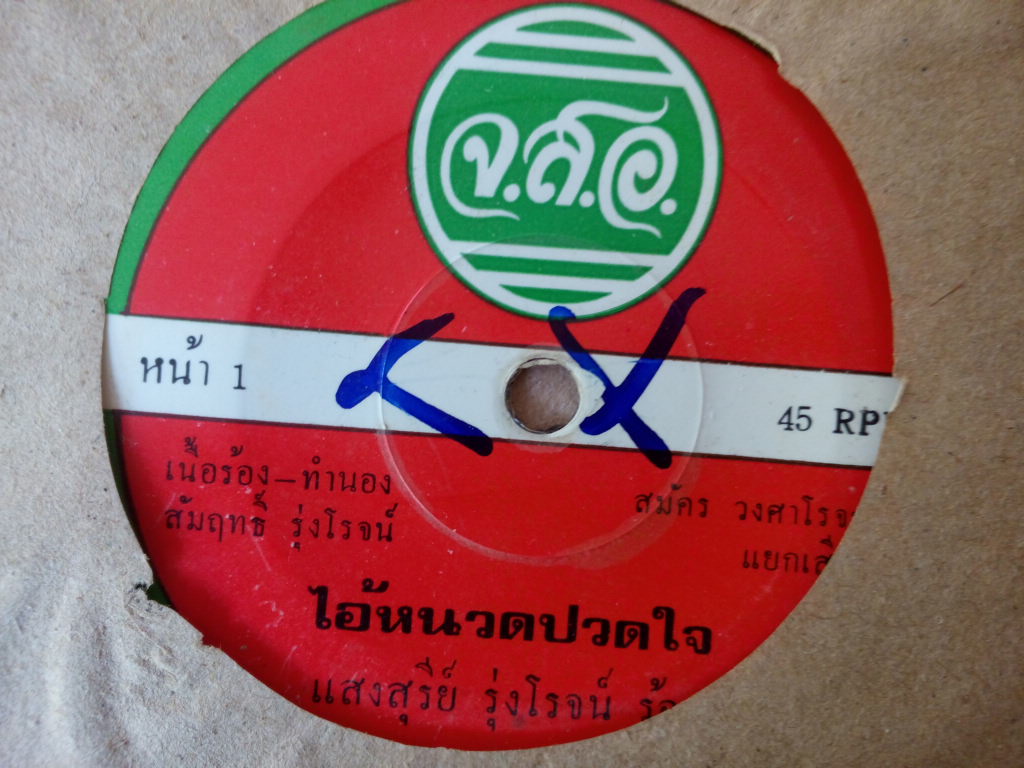 จ.ส.อ.
หน้า 1
45 RP
เนื้อร้อง–ทำนอง
สัมฤทธิ์ รุ่งโรจน์
สมัคร วงศาโรจ
แยกเสี
ไอ้หนวดปวดใจ
แสงสุรีย์ รุ่งโรจน์ ร้อ